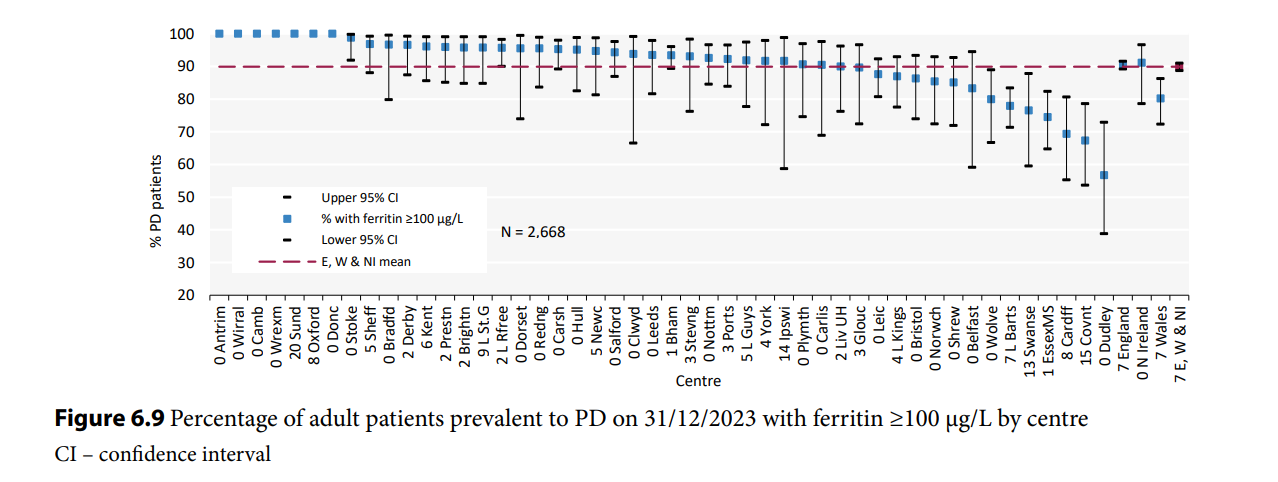 100
90
80
70
60
50
40
30
20
% PD patients
Upper 95% CI
% with ferritin ≥100 µg/L
Lower 95% CI
E, W & NI mean
N = 2,668
0 Antrim
0 Wirral
0 Camb
0 Wrexm
20 Sund
8 Oxford
0 Donc
0 Stoke
5 Sheff
0 Bradfd
2 Derby
6 Kent
2 Prestn
2 Brightn
9 L St.G
2 L Rfree
0 Dorset
0 Redng
0 Carsh
0 Hull
5 Newc
0 Salford
0 Clwyd
0 Leeds
1 Bham
3 Stevng
0 Nottm
3 Ports
5 L Guys
4 York
14 Ipswi
0 Plymth
0 Carlis
2 Liv UH
3 Glouc
0 Leic
4 L Kings
0 Bristol
0 Norwch
0 Shrew
0 Belfast
0 Wolve
7 L Barts
13 Swanse
1 EssexMS
8 Cardff
15 Covnt
0 Dudley
7 England
0 N Ireland
7 Wales
7 E, W & NI
Centre
Figure 6.9 Percentage of adult patients prevalent to PD on 31/12/2023 with ferritin ≥100 µg/L by centre
CI – confidence interval